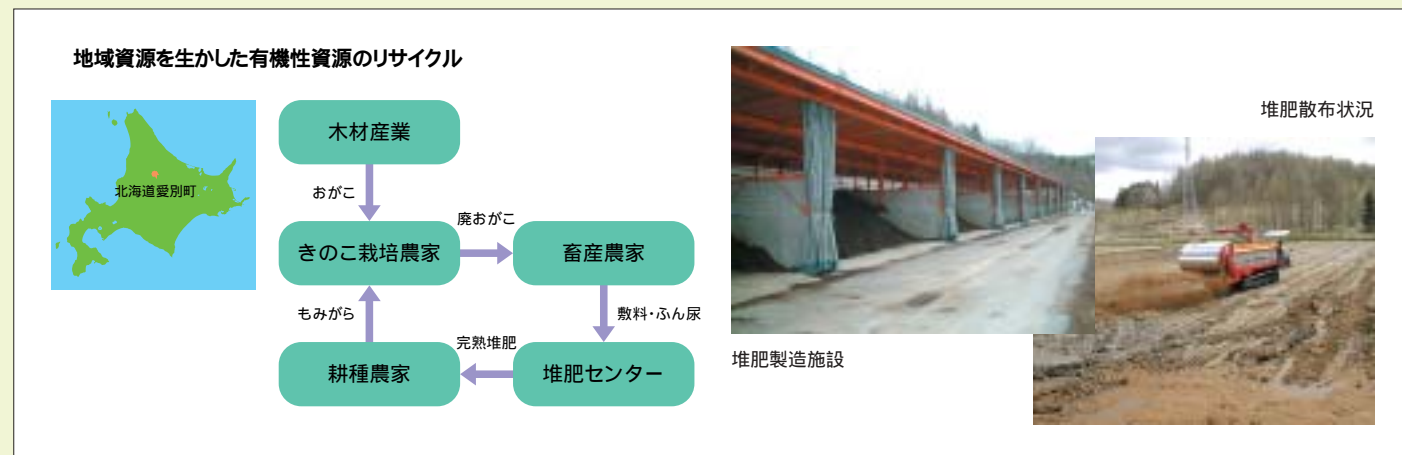 地域資源を生かした有機性資源のリサイクル
北海道愛別町
木材産業
おがこ
きのこ栽培農家
廃おがこ
畜産農家
もみがら
敷料・ふん尿
耕種農家
完熟堆肥
堆肥センター
堆肥散布状況
堆肥製造施設